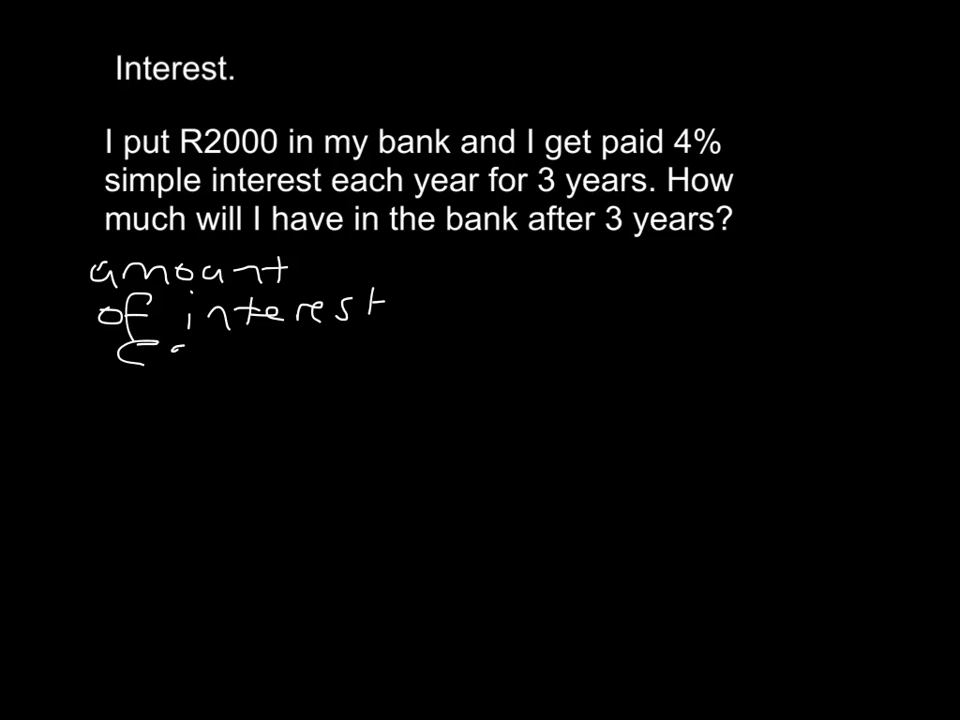 Interest.
I put R2000 in my bank and I get paid 4%
simple interest each year for 3 years. How
much will I have in the bank after 3 years?
amount
of interest